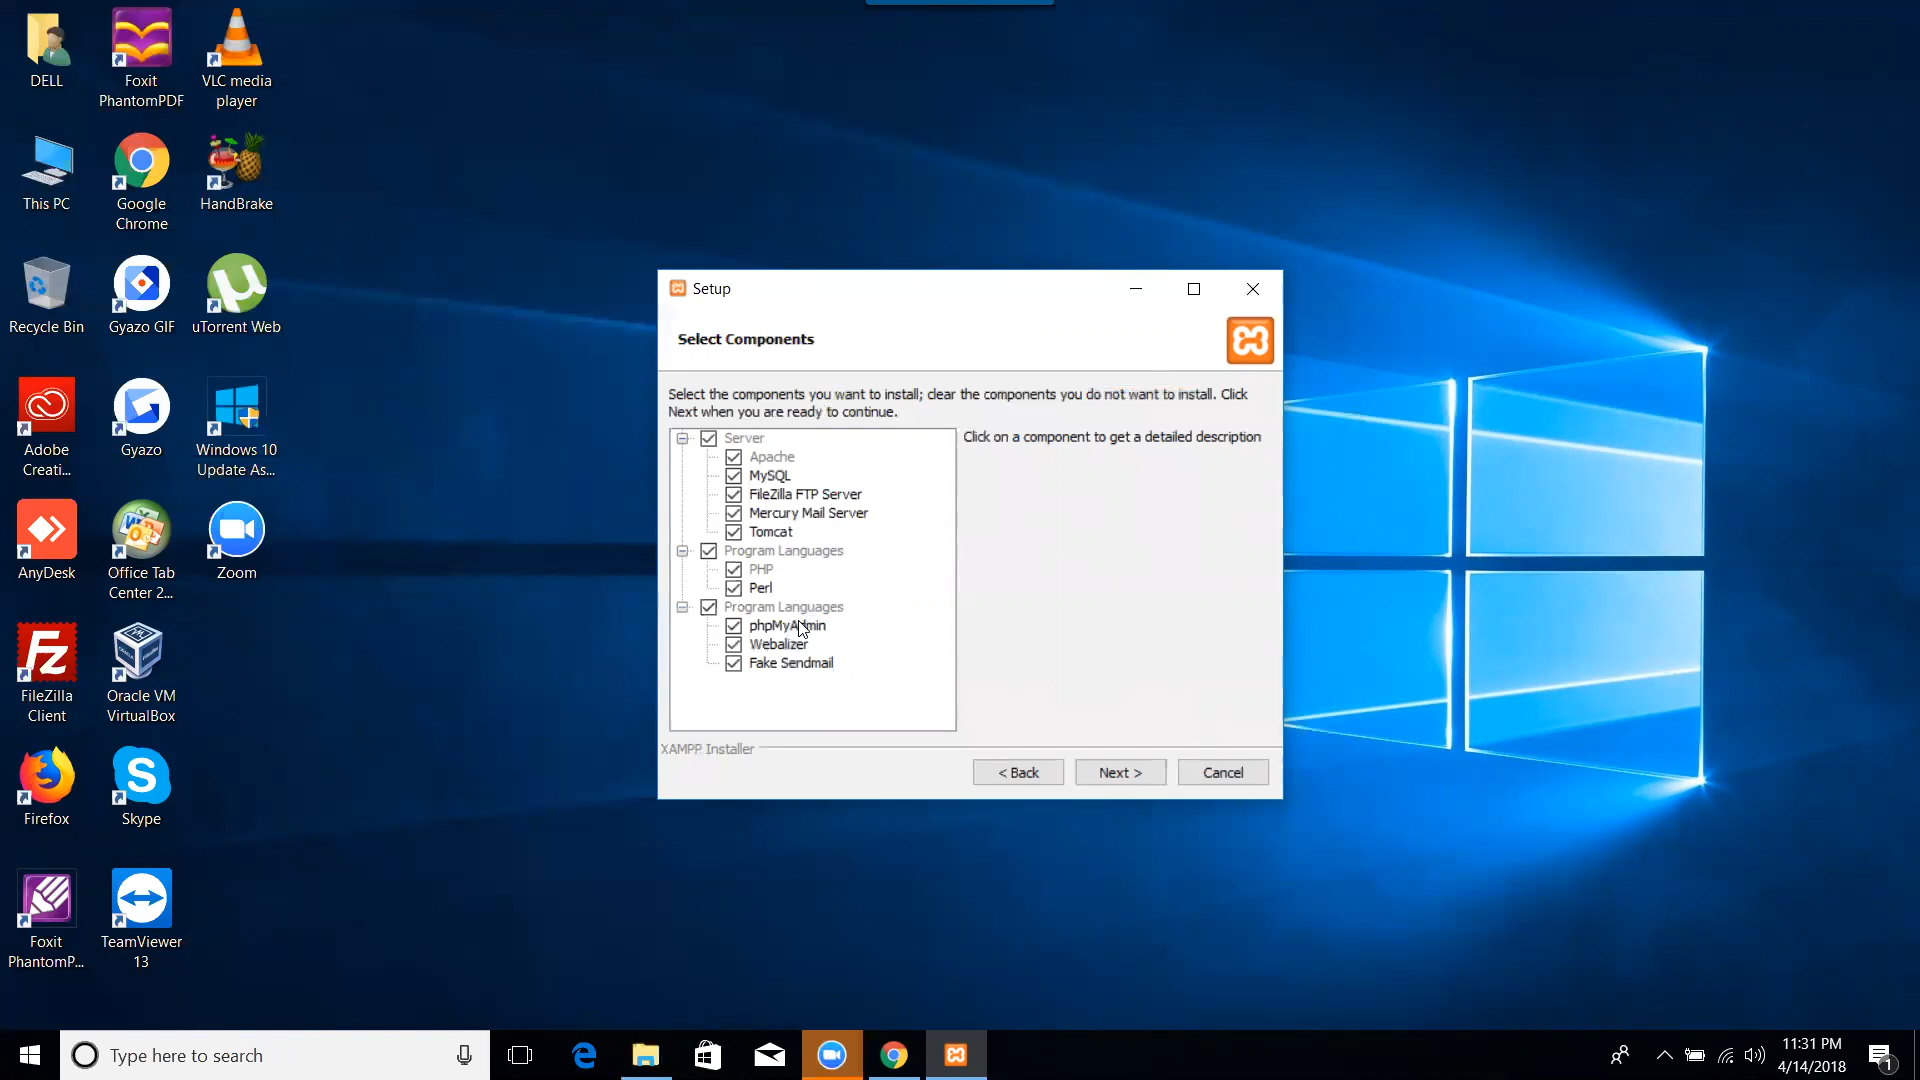 DELL
Foxit
PhantomPDF
VLC media
player
This PC
Google
Chrome
HandBrake
Recycle Bin
Gyazo GIF
uTorrent Web
Adobe
Creati...
Gyazo
Windows 10
Update As...
AnyDesk
Office Tab
Center 2...
Zoom
FileZilla
Client
Oracle VM
VirtualBox
Firefox
Skype
Foxit
PhantomP...
TeamViewer
13
Setup
Select Components
Select the components you want to install; clear the components you do not want to install. Click
Next when you are ready to continue.
Server
Apache
MySQL
FileZilla FTP Server
Mercury Mail Server
Tomcat
Program Languages
PHP
Perl
Program Languages
phpMyAdmin
Webalizer
Fake Sendmail
Click on a component to get a detailed description
XAMPP Installer
< Back
Next >
Cancel
Type here to search
11:31 PM
4/14/2018
1